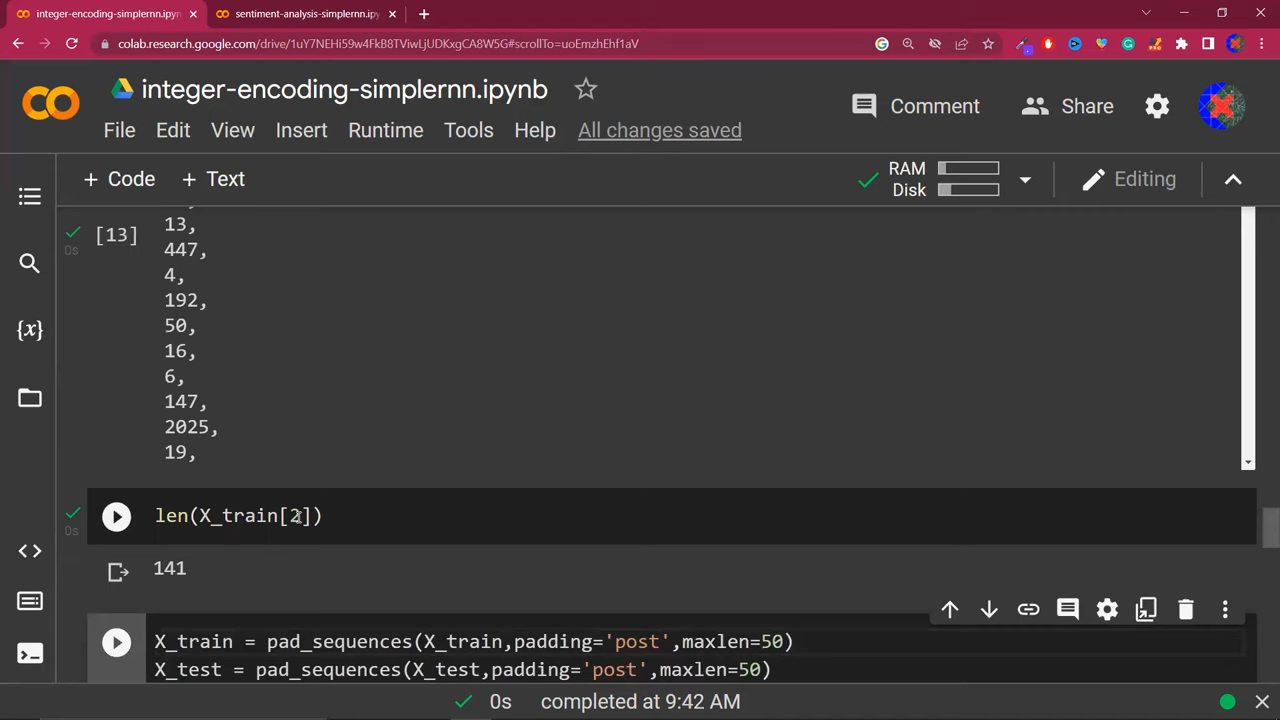 integer-encoding-simplernn.ipynb
sentiment-analysis-simplernn.ipyn
colab.research.google.com/drive/1uY7NEHi59w4FkB8TViwLjUDKxgCA8W5G#scrollTo=uoEmzhEhf1aV
integer-encoding-simplernn.ipynb
Comment
Share
File Edit View Insert Runtime Tools Help All changes saved
+ Code + Text
RAM
Disk
Editing
[13]
0s
13,
447,
4,
192,
50,
16,
6,
147,
2025,
19,
len(X_train[2])
0s
141
X_train = pad_sequences(X_train,padding='post',maxlen=50)
X_test = pad_sequences(X_test,padding='post',maxlen=50)
0s completed at 9:42 AM